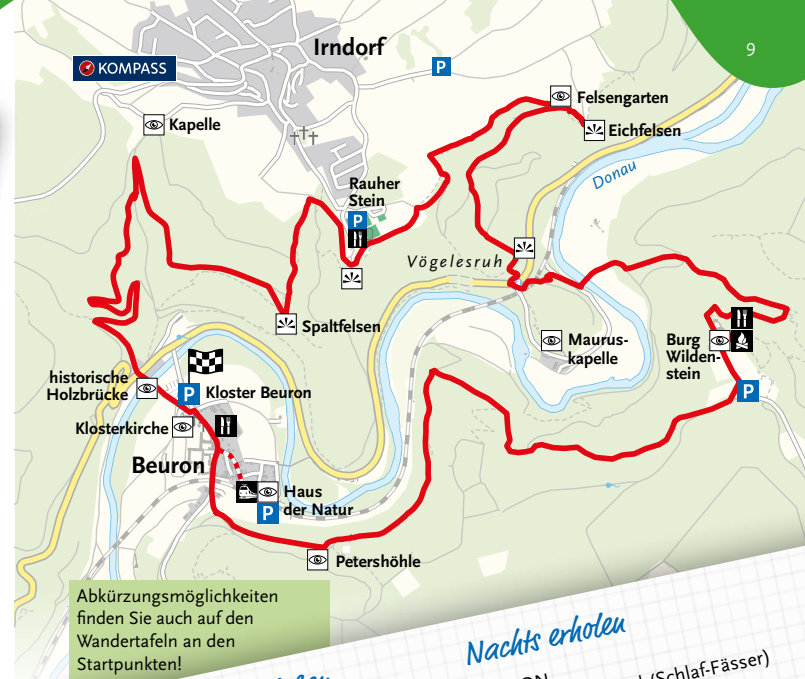 9
Irndorf
P
KOMPASS
Felsengarten
Kapelle
Eichfelsen
Donau
Rauher
Stein
P
Vögelesruh
Spaltfelsen
Maurus-
kapelle
Burg
Wilden-
stein
P
historische
Holzbrücke
P
Kloster Beuron
Klosterkirche
Beuron
Haus
der Natur
P
Petershöhle
Abkürzungsmöglichkeiten
finden Sie auch auf den
Wandertafeln an den
Startpunkten!
Nachts erholen
(Schlaf-Fässer)